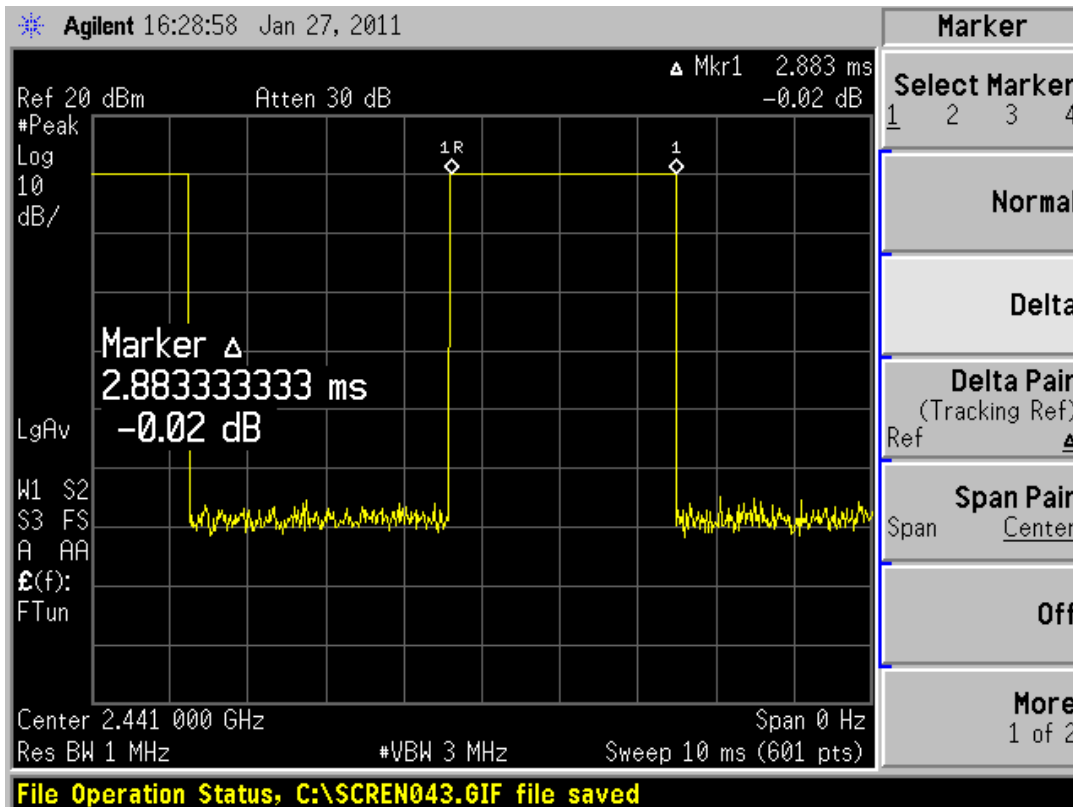 Agilent 16:28:58 Jan 27, 2011
Marker
Δ Mkr1 2.883 ms
Ref 20 dBm Atten 30 dB -0.02 dB
#Peak
Log
10
dB/
1R
1
Marker Δ
2.883333333 ms
-0.02 dB
LgAv
W1 S2
S3 FS
A AA
£(f):
FTun
Center 2.441 000 GHz Span 0 Hz
Res BW 1 MHz #VBW 3 MHz Sweep 10 ms (601 pts)
File Operation Status, C:\SCREN043.GIF file saved
Select Marker
1 2 3 4
Normal
Delta
Delta Pair
(Tracking Ref)
Ref Δ
Span Pair
Span Center
Off
More
1 of 2